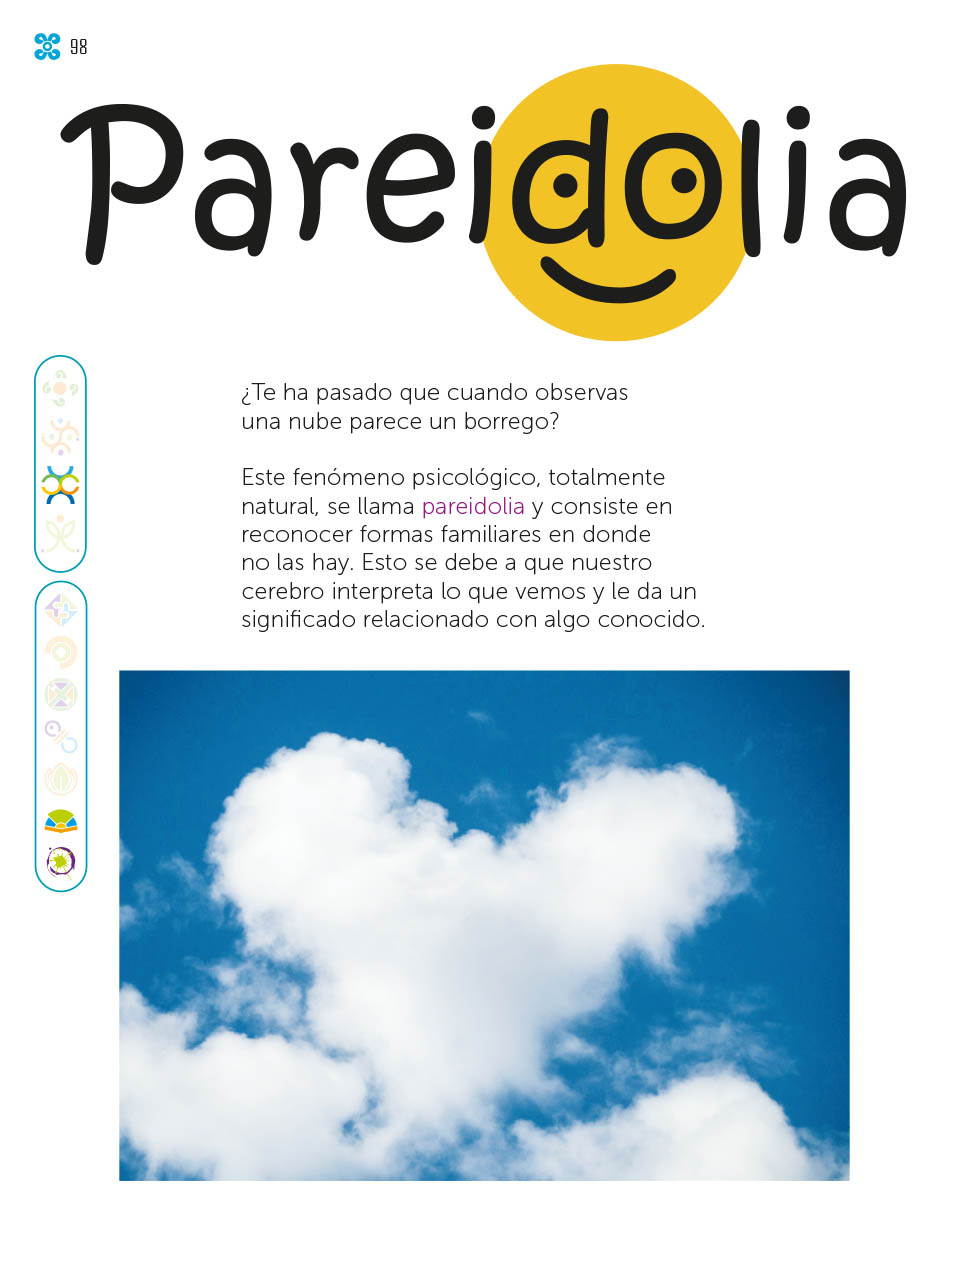 98
Pareidolia
¿Te ha pasado que cuando observas
una nube parece un borrego?
Este fenómeno psicológico, totalmente
natural, se llama pareidolia y consiste en
reconocer formas familiares en donde
no las hay. Esto se debe a que nuestro
cerebro interpreta lo que vemos y le da un
significado relacionado con algo conocido.